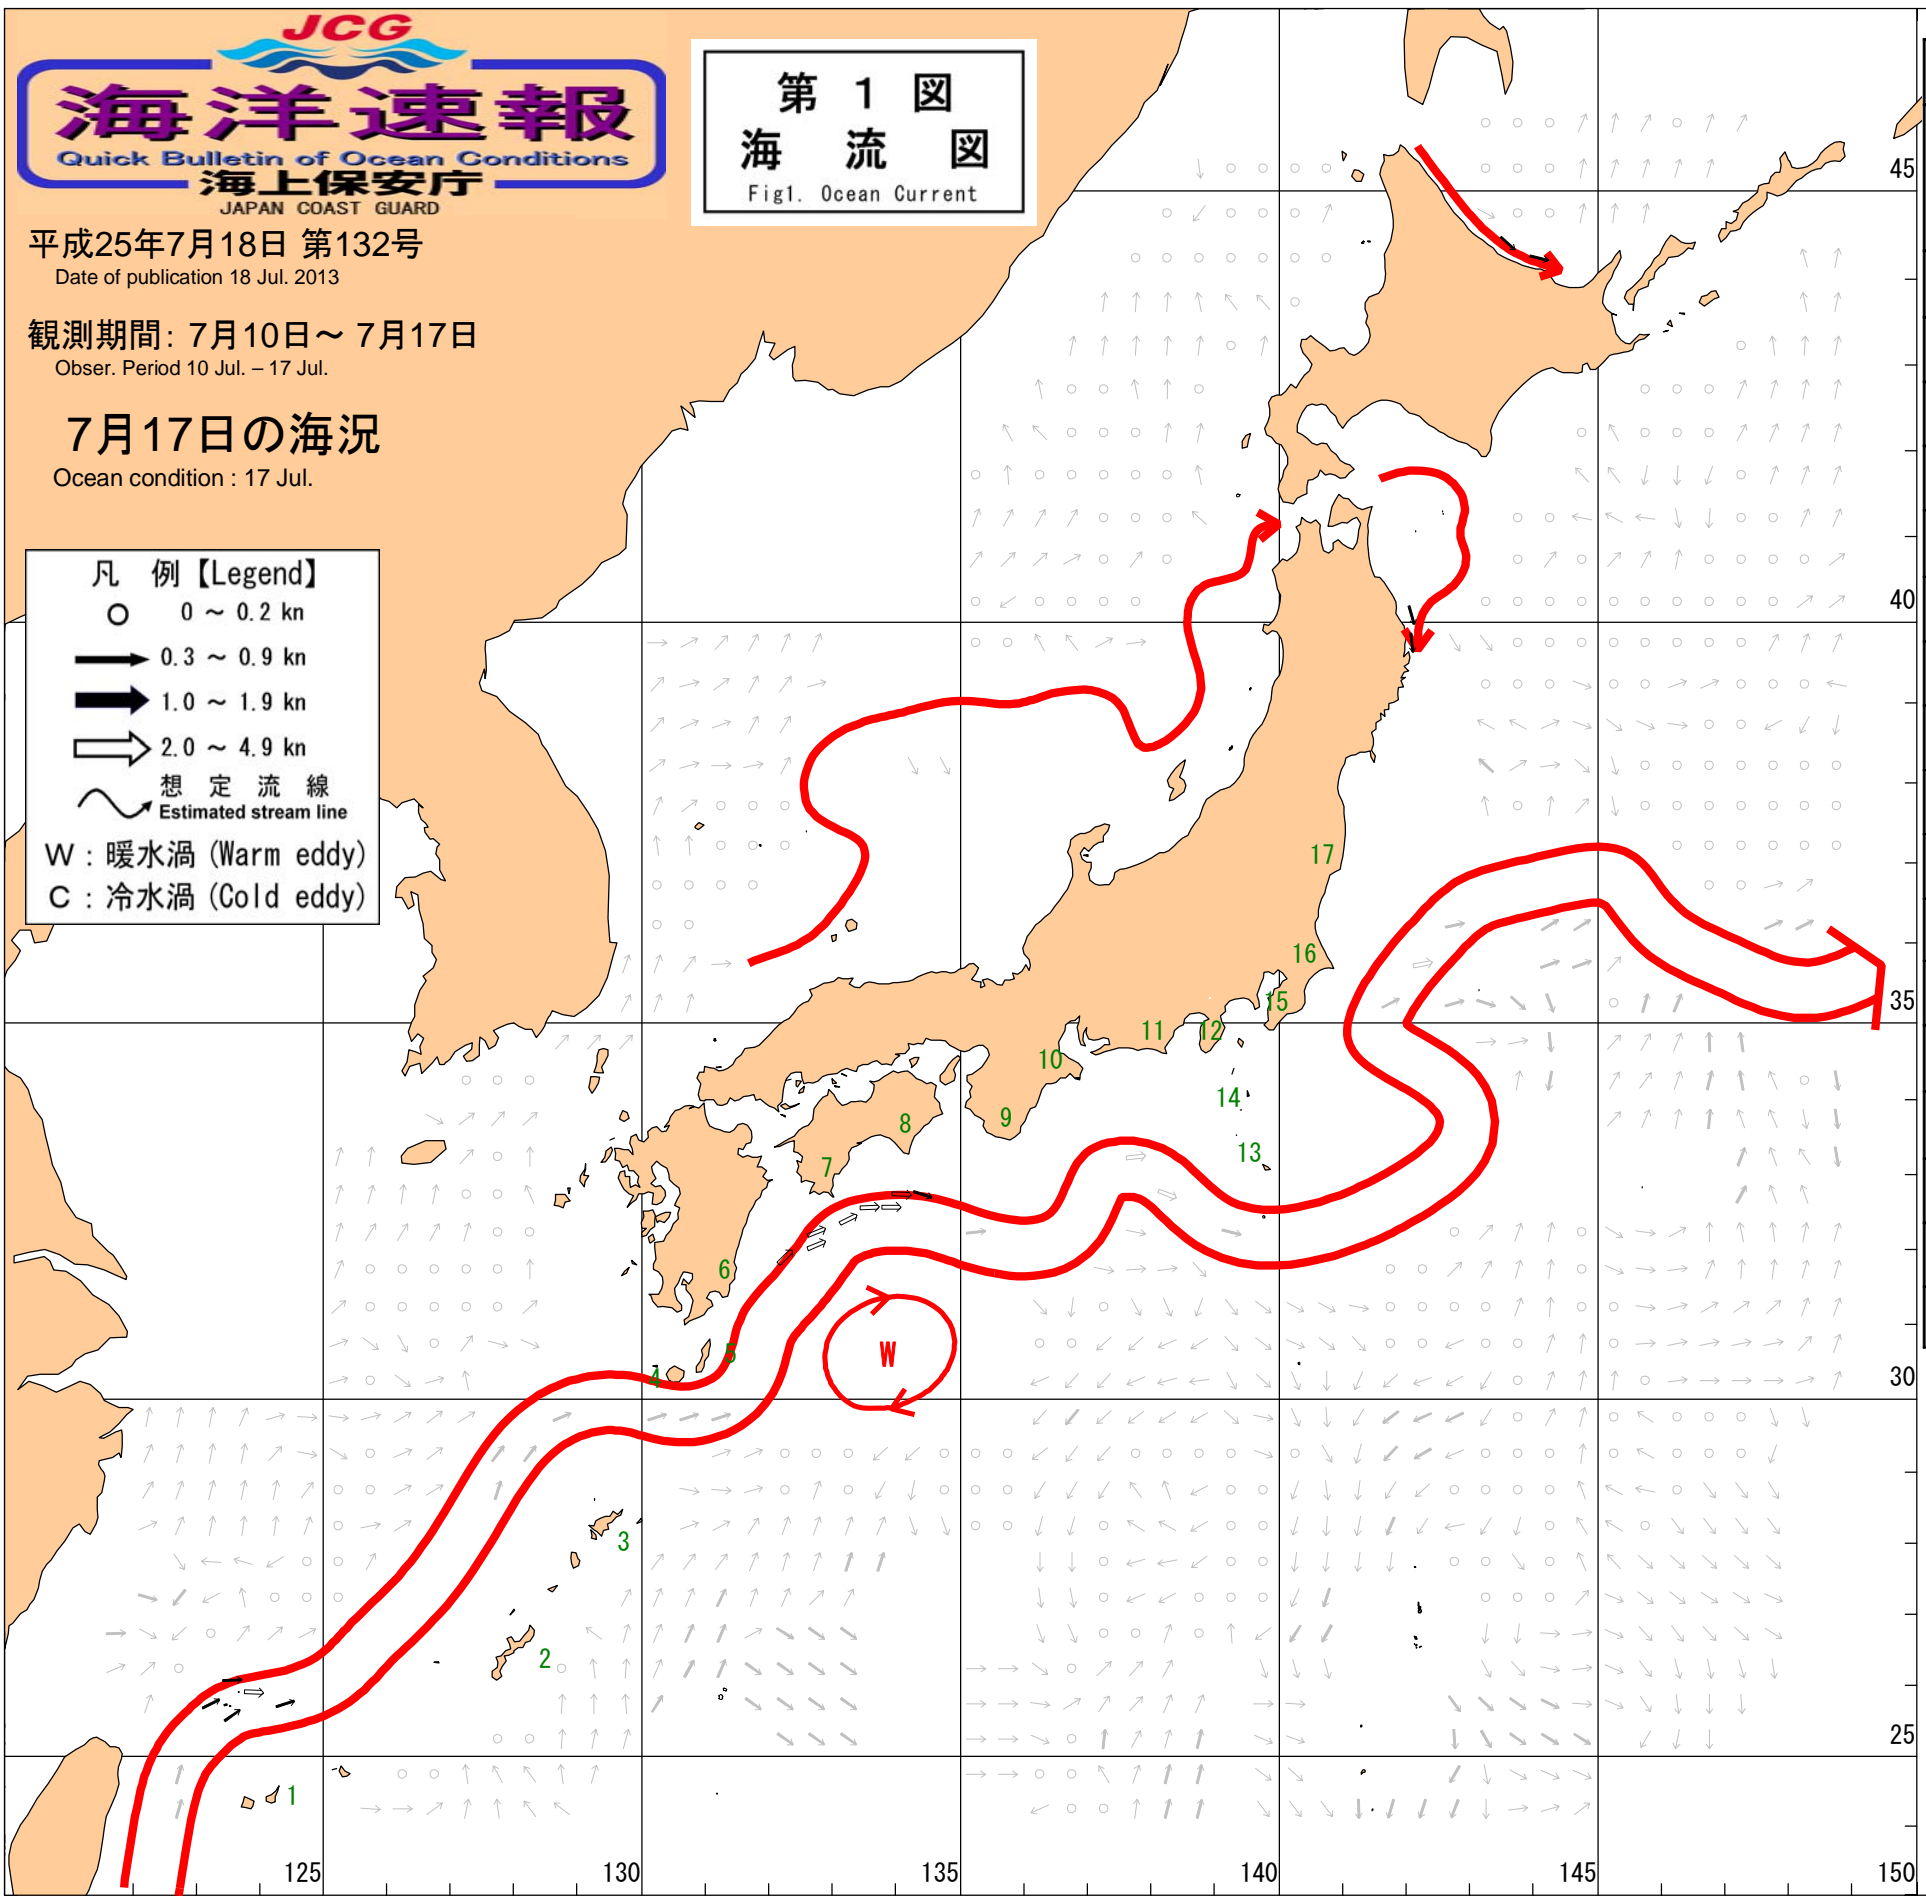 JCG
海洋速報
Quick Bulletin of Ocean Conditions
海上保安庁
JAPAN COAST GUARD
第 1 図
海 流 図
Fig1. Ocean Current
平成25年7月18日 第132号
Date of publication 18 Jul. 2013
観測期間: 7月10日～ 7月17日
Obser. Period 10 Jul. – 17 Jul.
7月17日の海況
Ocean condition : 17 Jul.
凡 例【Legend】
0 ～ 0.2 kn
0.3 ～ 0.9 kn
1.0 ～ 1.9 kn
2.0 ～ 4.9 kn
想 定 流 線
Estimated stream line
W : 暖水渦 (Warm eddy)
C : 冷水渦 (Cold eddy)
45
40
35
30
25
17
16
15
12
11
10
14
13
9
8
7
6
5
4
3
2
1
W
125
130
135
140
145
150